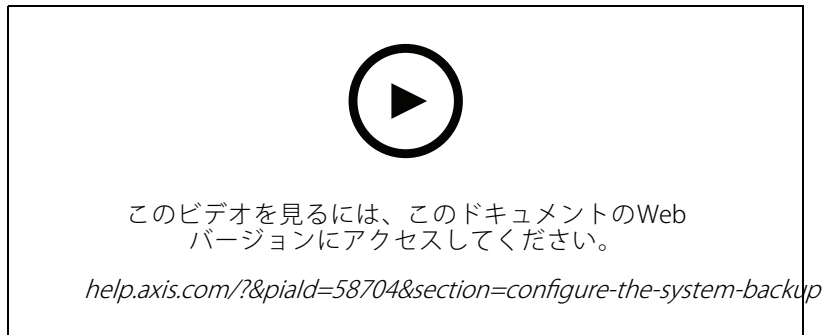 このビデオを見るには、このドキュメントのWeb
バージョンにアクセスしてください。
help.axis.com/?&piaId=58704&section=configure-the-system-backup